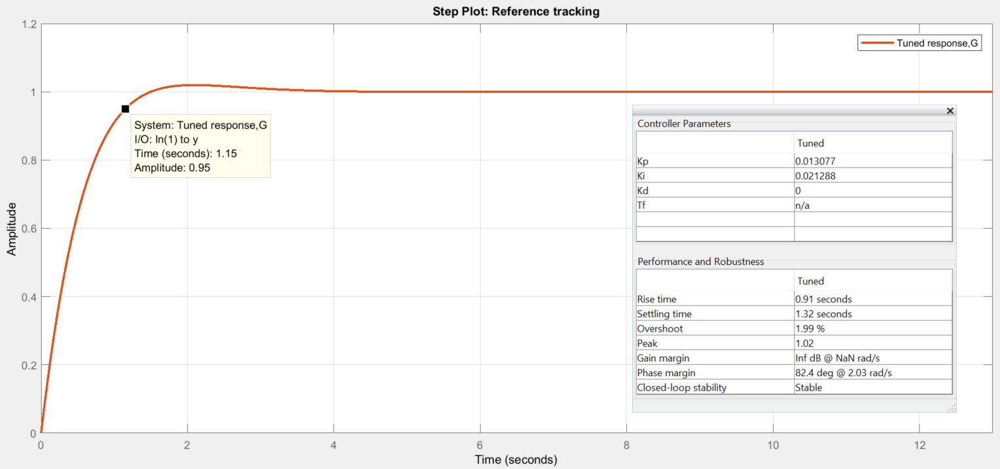 Step Plot: Reference tracking
Tuned response,G
1.2
1
0.8
0.6
0.4
0.2
0
Amplitude
System: Tuned response,G
I/O: In(1) to y
Time (seconds): 1.15
Amplitude: 0.95
Controller Parameters
Tuned
Kp 0.013077
Ki 0.021288
Kd 0
Tf n/a
Performance and Robustness
Tuned
Rise time 0.91 seconds
Settling time 1.32 seconds
Overshoot 1.99 %
Peak 1.02
Gain margin Inf dB @ NaN rad/s
Phase margin 82.4 deg @ 2.03 rad/s
Closed-loop stability Stable
0 2 4 6 8 10 12
Time (seconds)